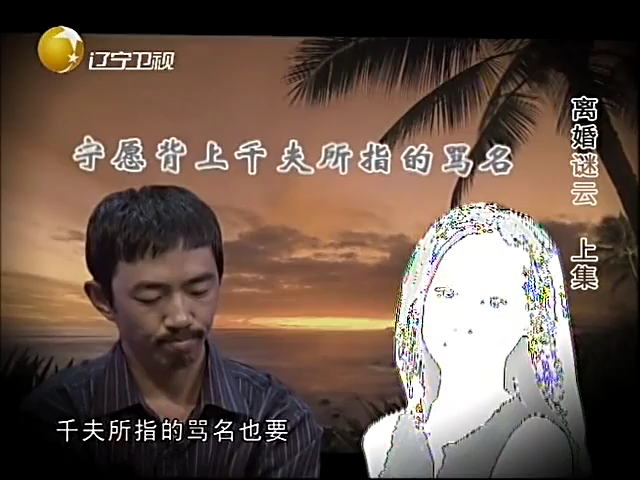 辽宁卫视
宁愿背上千夫所指的骂名
离婚谜云 上集
千夫所指的骂名也要